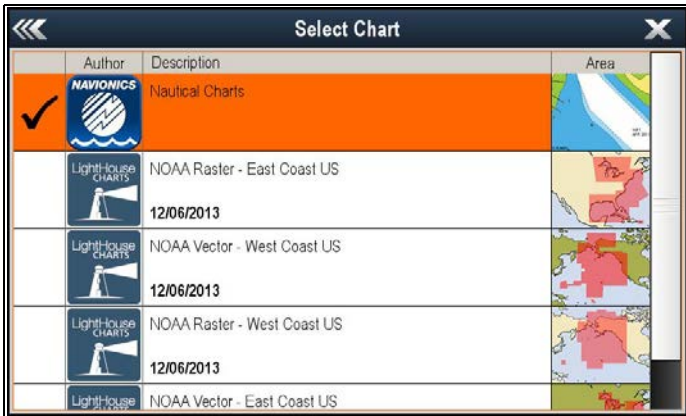 Select Chart
Author Description Area
NAVIONICS
Nautical Charts
LightHouse
CHARTS
NOAA Raster - East Coast US
12/06/2013
LightHouse
CHARTS
NOAA Vector - West Coast US
12/06/2013
LightHouse
CHARTS
NOAA Raster - West Coast US
12/06/2013
LightHouse
NOAA Vector - East Coast US